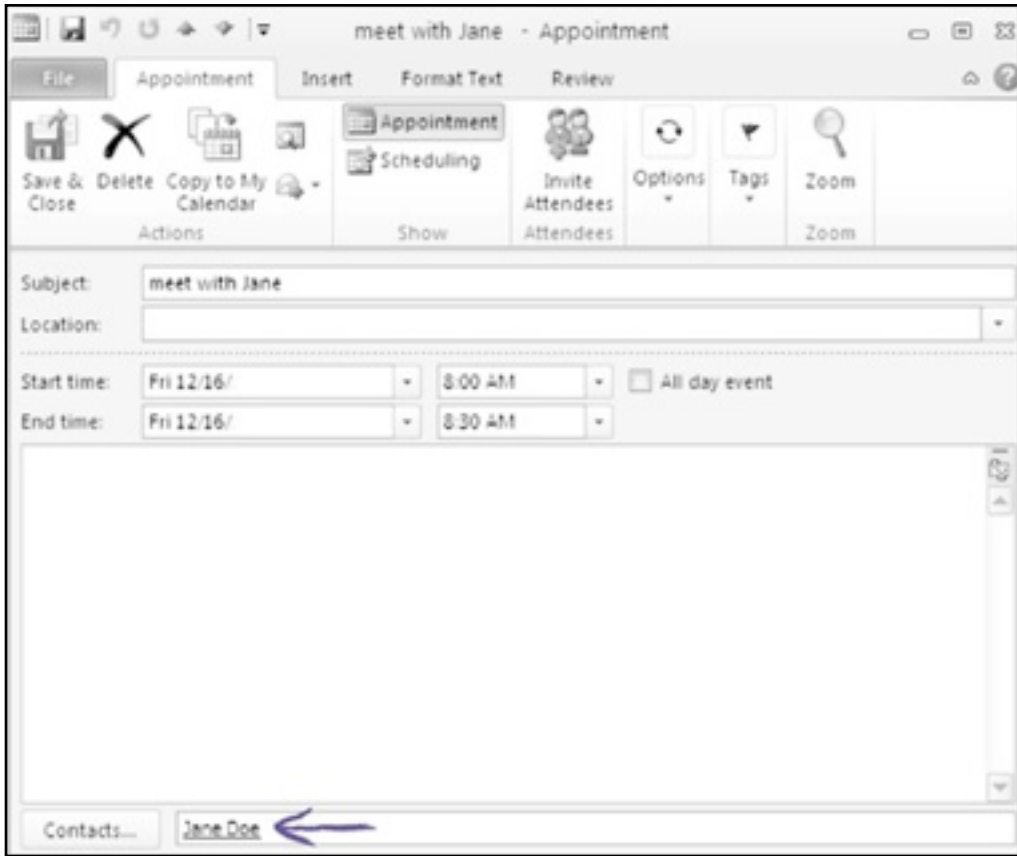 meet with Jane - Appointment
File Appointment Insert Format Text Review
Save & Close Delete Copy to My Calendar Appointment Scheduling Invite Attendees Options Tags Zoom
Actions Show Attendees Zoom
Subject: meet with Jane
Location:
Start time: Fri 12/16/ 8:00 AM All day event
End time: Fri 12/16/ 8:30 AM
Contacts... Jane Doe